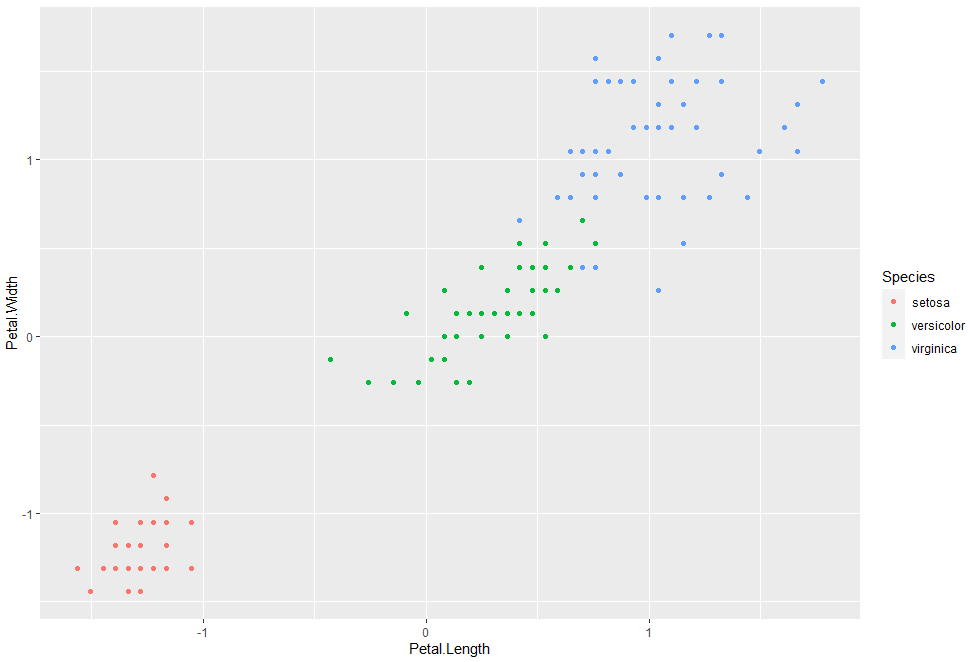 Petal.Width
1
0
-1
-1
0
1
Petal.Length
Species
setosa
versicolor
virginica